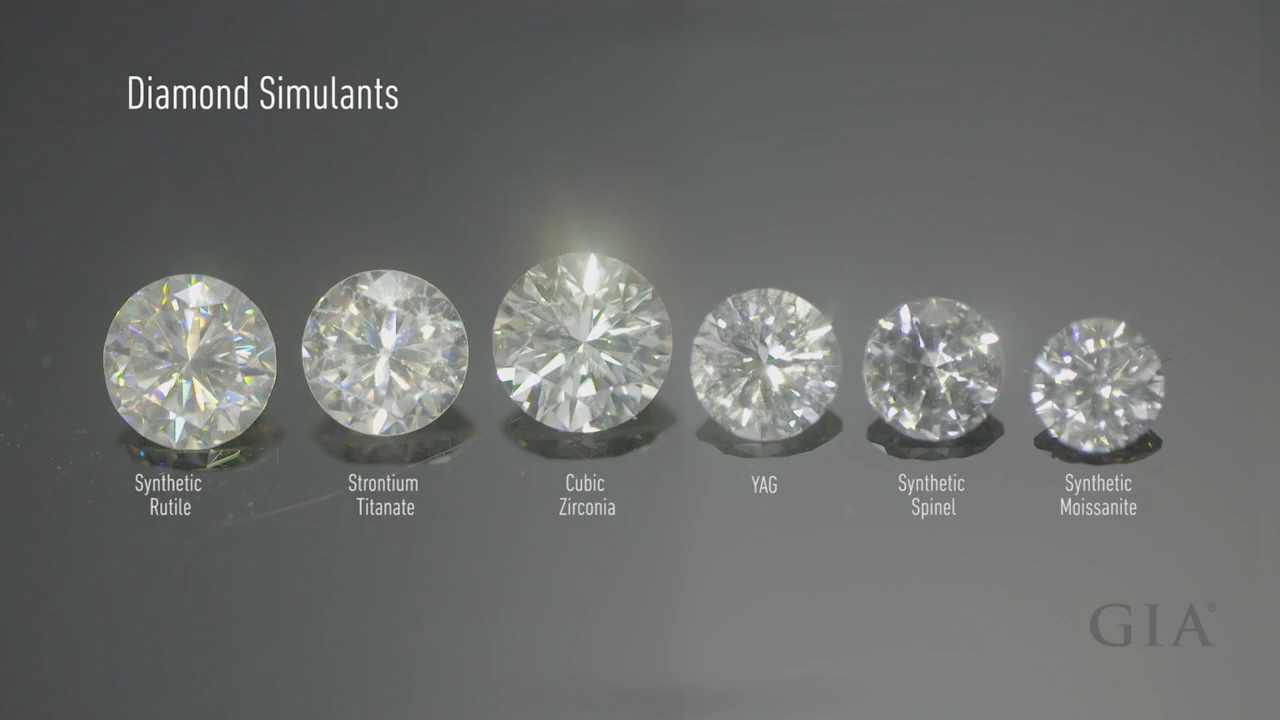 Diamond Simulants
Synthetic
Rutile
Strontium
Titanate
Cubic
Zirconia
YAG
Synthetic
Spinel
Synthetic
Moissanite
GIA®